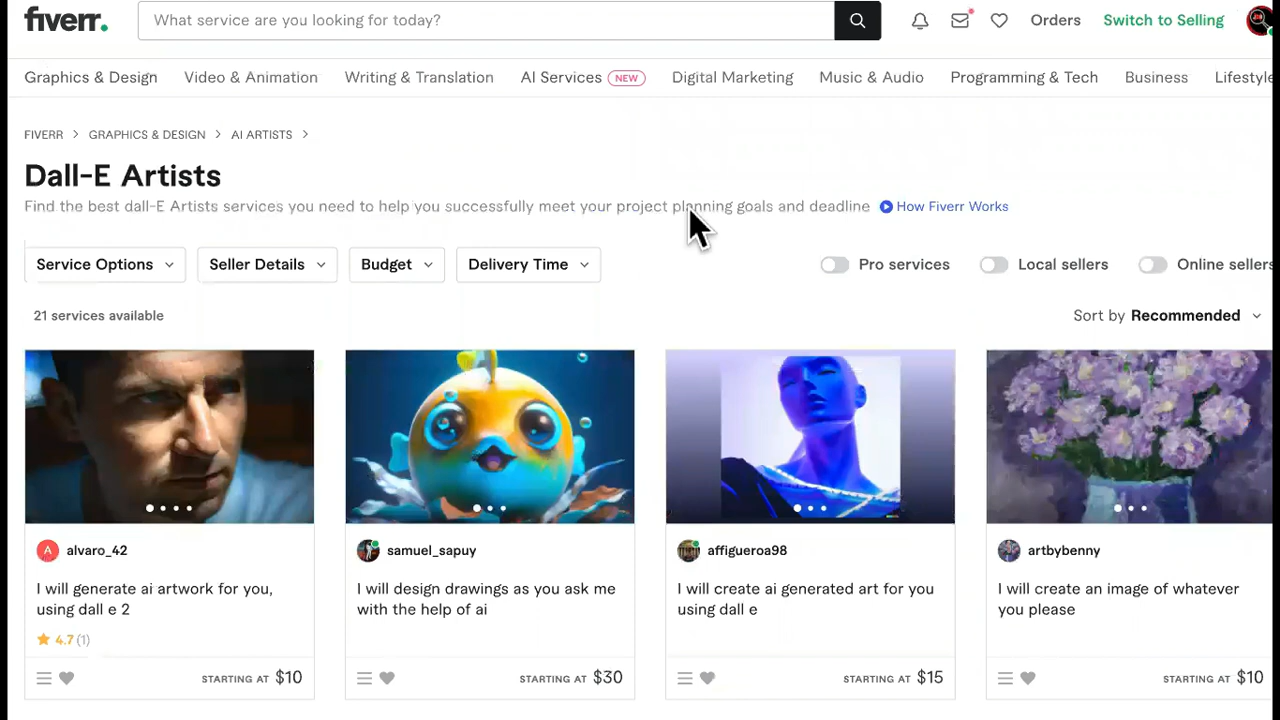 fiverr.
What service are you looking for today?
Orders
Switch to Selling
Graphics & Design
Video & Animation
Writing & Translation
AI Services NEW
Digital Marketing
Music & Audio
Programming & Tech
Business
Lifestyle
FIVERR > GRAPHICS & DESIGN > AI ARTISTS >
Dall-E Artists
Find the best dall-E Artists services you need to help you successfully meet your project planning goals and deadline
How Fiverr Works
Service Options
Seller Details
Budget
Delivery Time
Pro services
Local sellers
Online sellers
21 services available
Sort by Recommended
A
alvaro_42
I will generate ai artwork for you,
using dall e 2
4.7 (1)
STARTING AT $10
samuel_sapuy
I will design drawings as you ask me
with the help of ai
STARTING AT $30
affigueroa98
I will create ai generated art for you
using dall e
STARTING AT $15
artbybenny
I will create an image of whatever
you please
STARTING AT $10